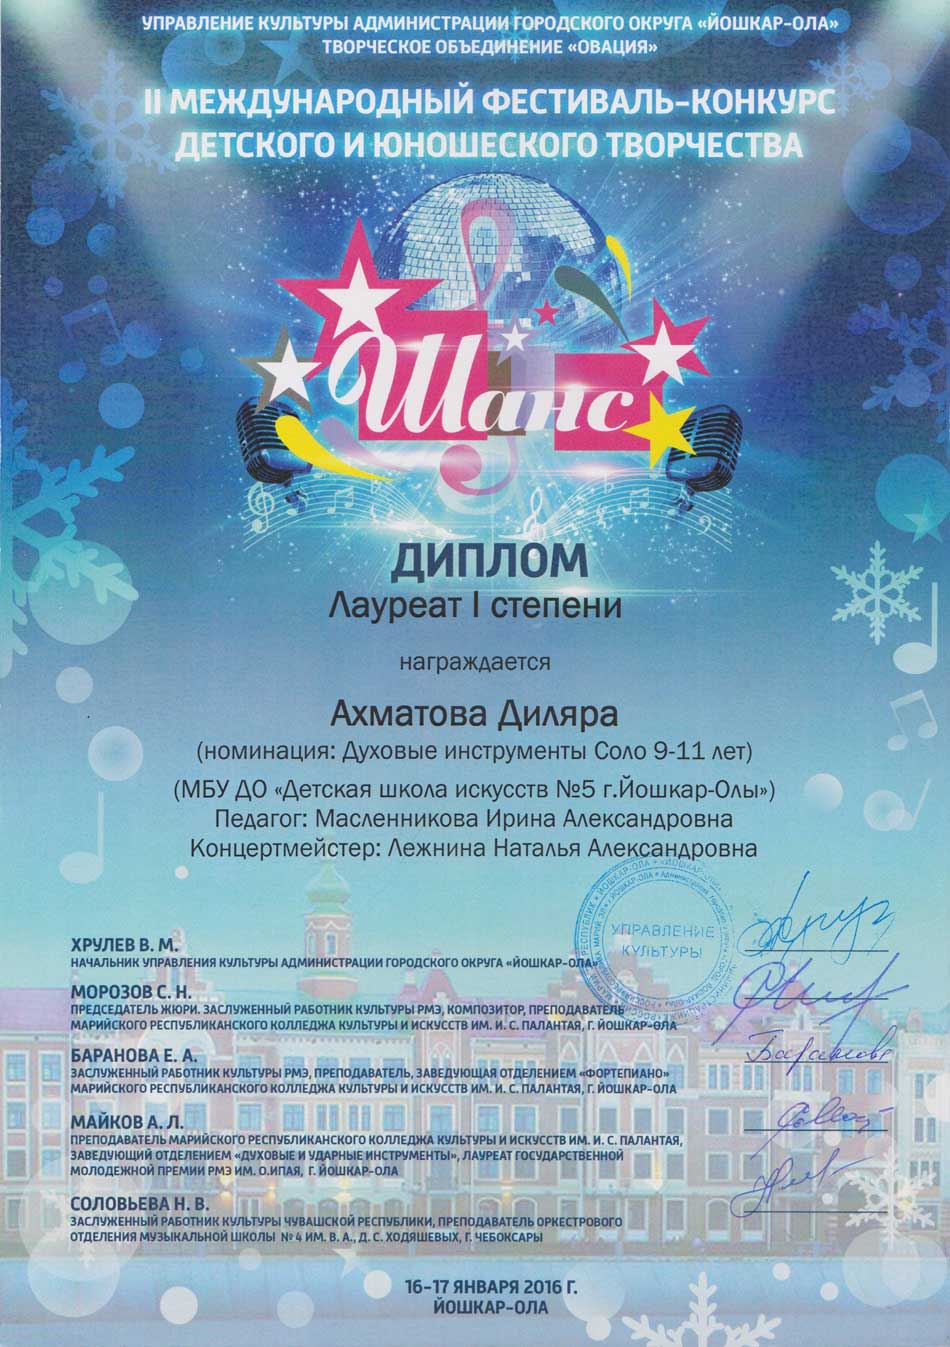 УПРАВЛЕНИЕ КУЛЬТУРЫ АДМИНИСТРАЦИИ ГОРОДСКОГО ОКРУГА «ЙОШКАР-ОЛА»
ТВОРЧЕСКОЕ ОБЪЕДИНЕНИЕ «ОВАЦИЯ»
II МЕЖДУНАРОДНЫЙ ФЕСТИВАЛЬ-КОНКУРС
ДЕТСКОГО И ЮНОШЕСКОГО ТВОРЧЕСТВА
Шанс
ДИПЛОМ
Лауреат I степени
награждается
Ахматова Диляра
(номинация: Духовые инструменты Соло 9-11 лет)
(МБУ ДО «Детская школа искусств №5 г.Йошкар-Олы»)
Педагог: Масленникова Ирина Александровна
Концертмейстер: Лежнина Наталья Александровна
УПРАВЛЕНИЕ
КУЛЬТУРЫ
ХРУЛЕВ В. М.
НАЧАЛЬНИК УПРАВЛЕНИЯ КУЛЬТУРЫ АДМИНИСТРАЦИИ ГОРОДСКОГО ОКРУГА «ЙОШКАР-ОЛА»
МОРОЗОВ С. Н.
ПРЕДСЕДАТЕЛЬ ЖЮРИ. ЗАСЛУЖЕННЫЙ РАБОТНИК КУЛЬТУРЫ РМЭ, КОМПОЗИТОР, ПРЕПОДАВАТЕЛЬ
МАРИЙСКОГО РЕСПУБЛИКАНСКОГО КОЛЛЕДЖА КУЛЬТУРЫ И ИСКУССТВ ИМ. И. С. ПАЛАНТАЯ, Г. ЙОШКАР-ОЛА
БАРАНОВА Е. А.
ЗАСЛУЖЕННЫЙ РАБОТНИК КУЛЬТУРЫ РМЭ, ПРЕПОДАВАТЕЛЬ, ЗАВЕДУЮЩАЯ ОТДЕЛЕНИЕМ «ФОРТЕПИАНО»
МАРИЙСКОГО РЕСПУБЛИКАНСКОГО КОЛЛЕДЖА КУЛЬТУРЫ И ИСКУССТВ ИМ. И. С. ПАЛАНТАЯ, Г. ЙОШКАР-ОЛА
МАЙКОВ А. Л.
ПРЕПОДАВАТЕЛЬ МАРИЙСКОГО РЕСПУБЛИКАНСКОГО КОЛЛЕДЖА КУЛЬТУРЫ И ИСКУССТВ ИМ. И. С. ПАЛАНТАЯ,
ЗАВЕДУЮЩИЙ ОТДЕЛЕНИЕМ «ДУХОВЫЕ И УДАРНЫЕ ИНСТРУМЕНТЫ», ЛАУРЕАТ ГОСУДАРСТВЕННОЙ
МОЛОДЕЖНОЙ ПРЕМИИ РМЭ ИМ. О.ИПАЯ, Г. ЙОШКАР-ОЛА
СОЛОВЬЕВА Н. В.
ЗАСЛУЖЕННЫЙ РАБОТНИК КУЛЬТУРЫ ЧУВАШСКОЙ РЕСПУБЛИКИ, ПРЕПОДАВАТЕЛЬ ОРКЕСТРОВОГО
ОТДЕЛЕНИЯ МУЗЫКАЛЬНОЙ ШКОЛЫ № 4 ИМ. В. А., Д. С. ХОДЯШЕВЫХ, Г. ЧЕБОКСАРЫ
16-17 ЯНВАРЯ 2016 Г.
ЙОШКАР-ОЛА